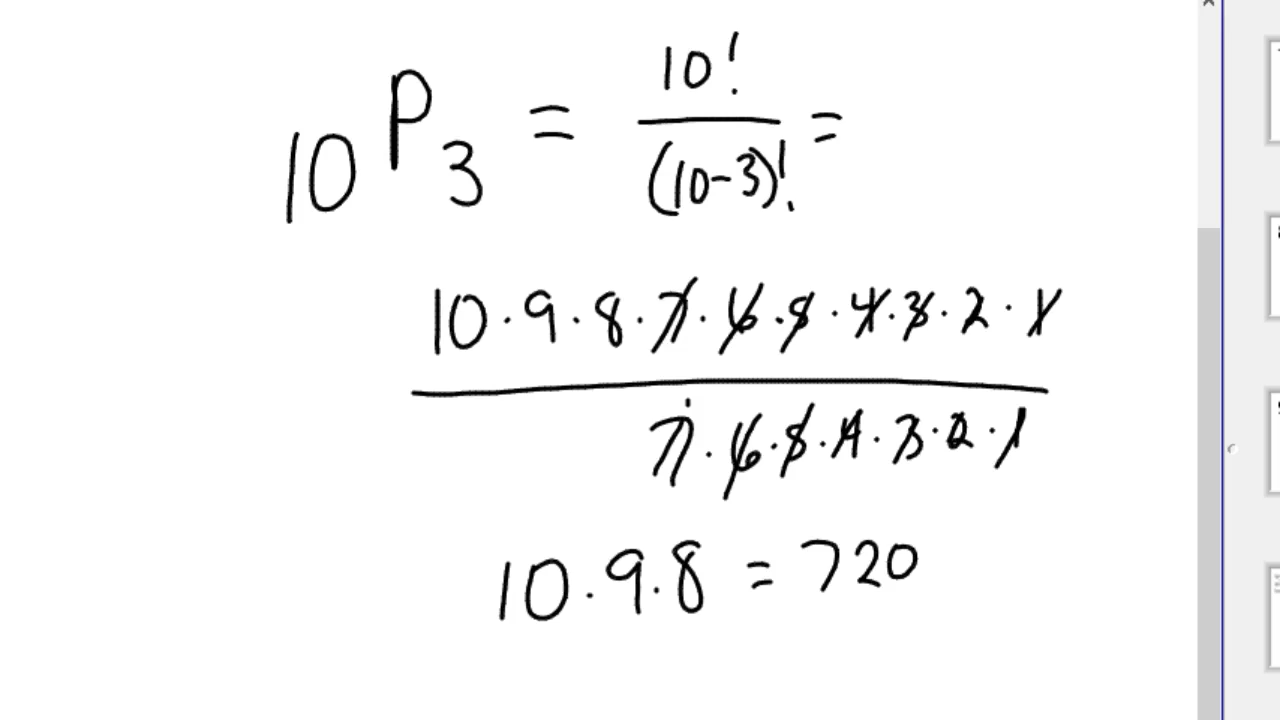 10P3 = 10! / (10-3)! =
10 · 9 · 8 · 7 · 6 · 5 · 4 · 3 · 2 · 1
7 · 6 · 5 · 4 · 3 · 2 · 1
10 · 9 · 8 = 720